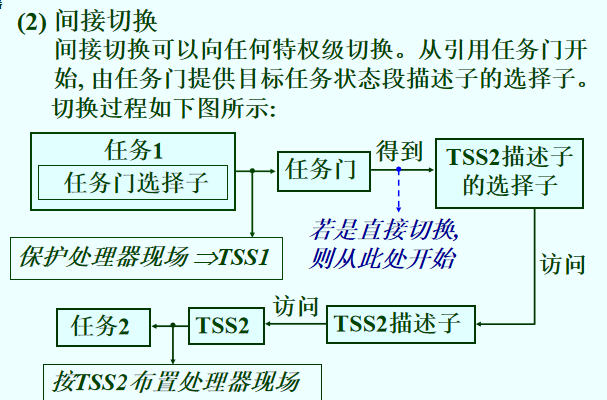 (2) 间接切换
间接切换可以向任何特权级切换。从引用任务门开
始, 由任务门提供目标任务状态段描述子的选择子。
切换过程如下图所示:
任务1
任务门选择子
任务门
得到
TSS2描述子
的选择子
若是直接切换,
则从此处开始
保护处理器现场 ⇒TSS1
访问
任务2
TSS2
访问
TSS2描述子
按TSS2布置处理器现场